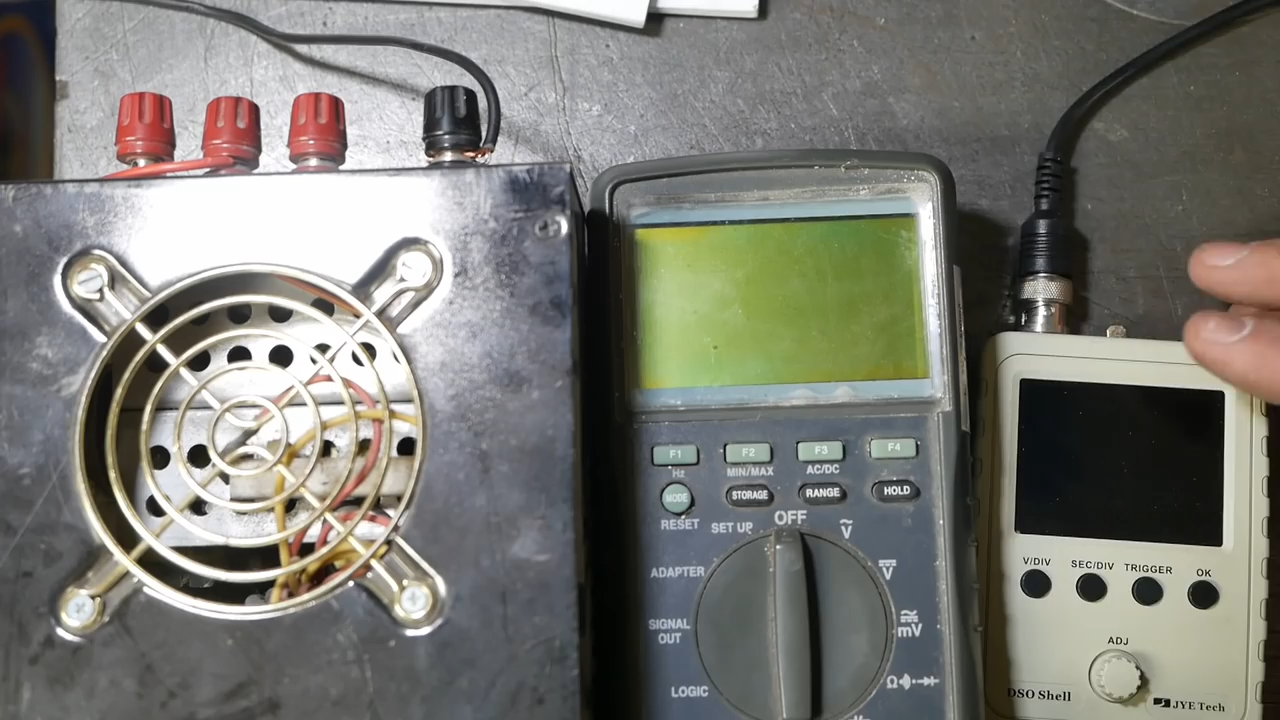 F1
F2
F3
F4
Hz
MIN/MAX
AC/DC
MODE
STORAGE
RANGE
HOLD
RESET
SET UP
OFF
Ṽ
ADAPTER
V
SIGNAL
OUT
mV
LOGIC
Ω
V/DIV
SEC/DIV
TRIGGER
OK
ADJ
DSO Shell
JYE Tech